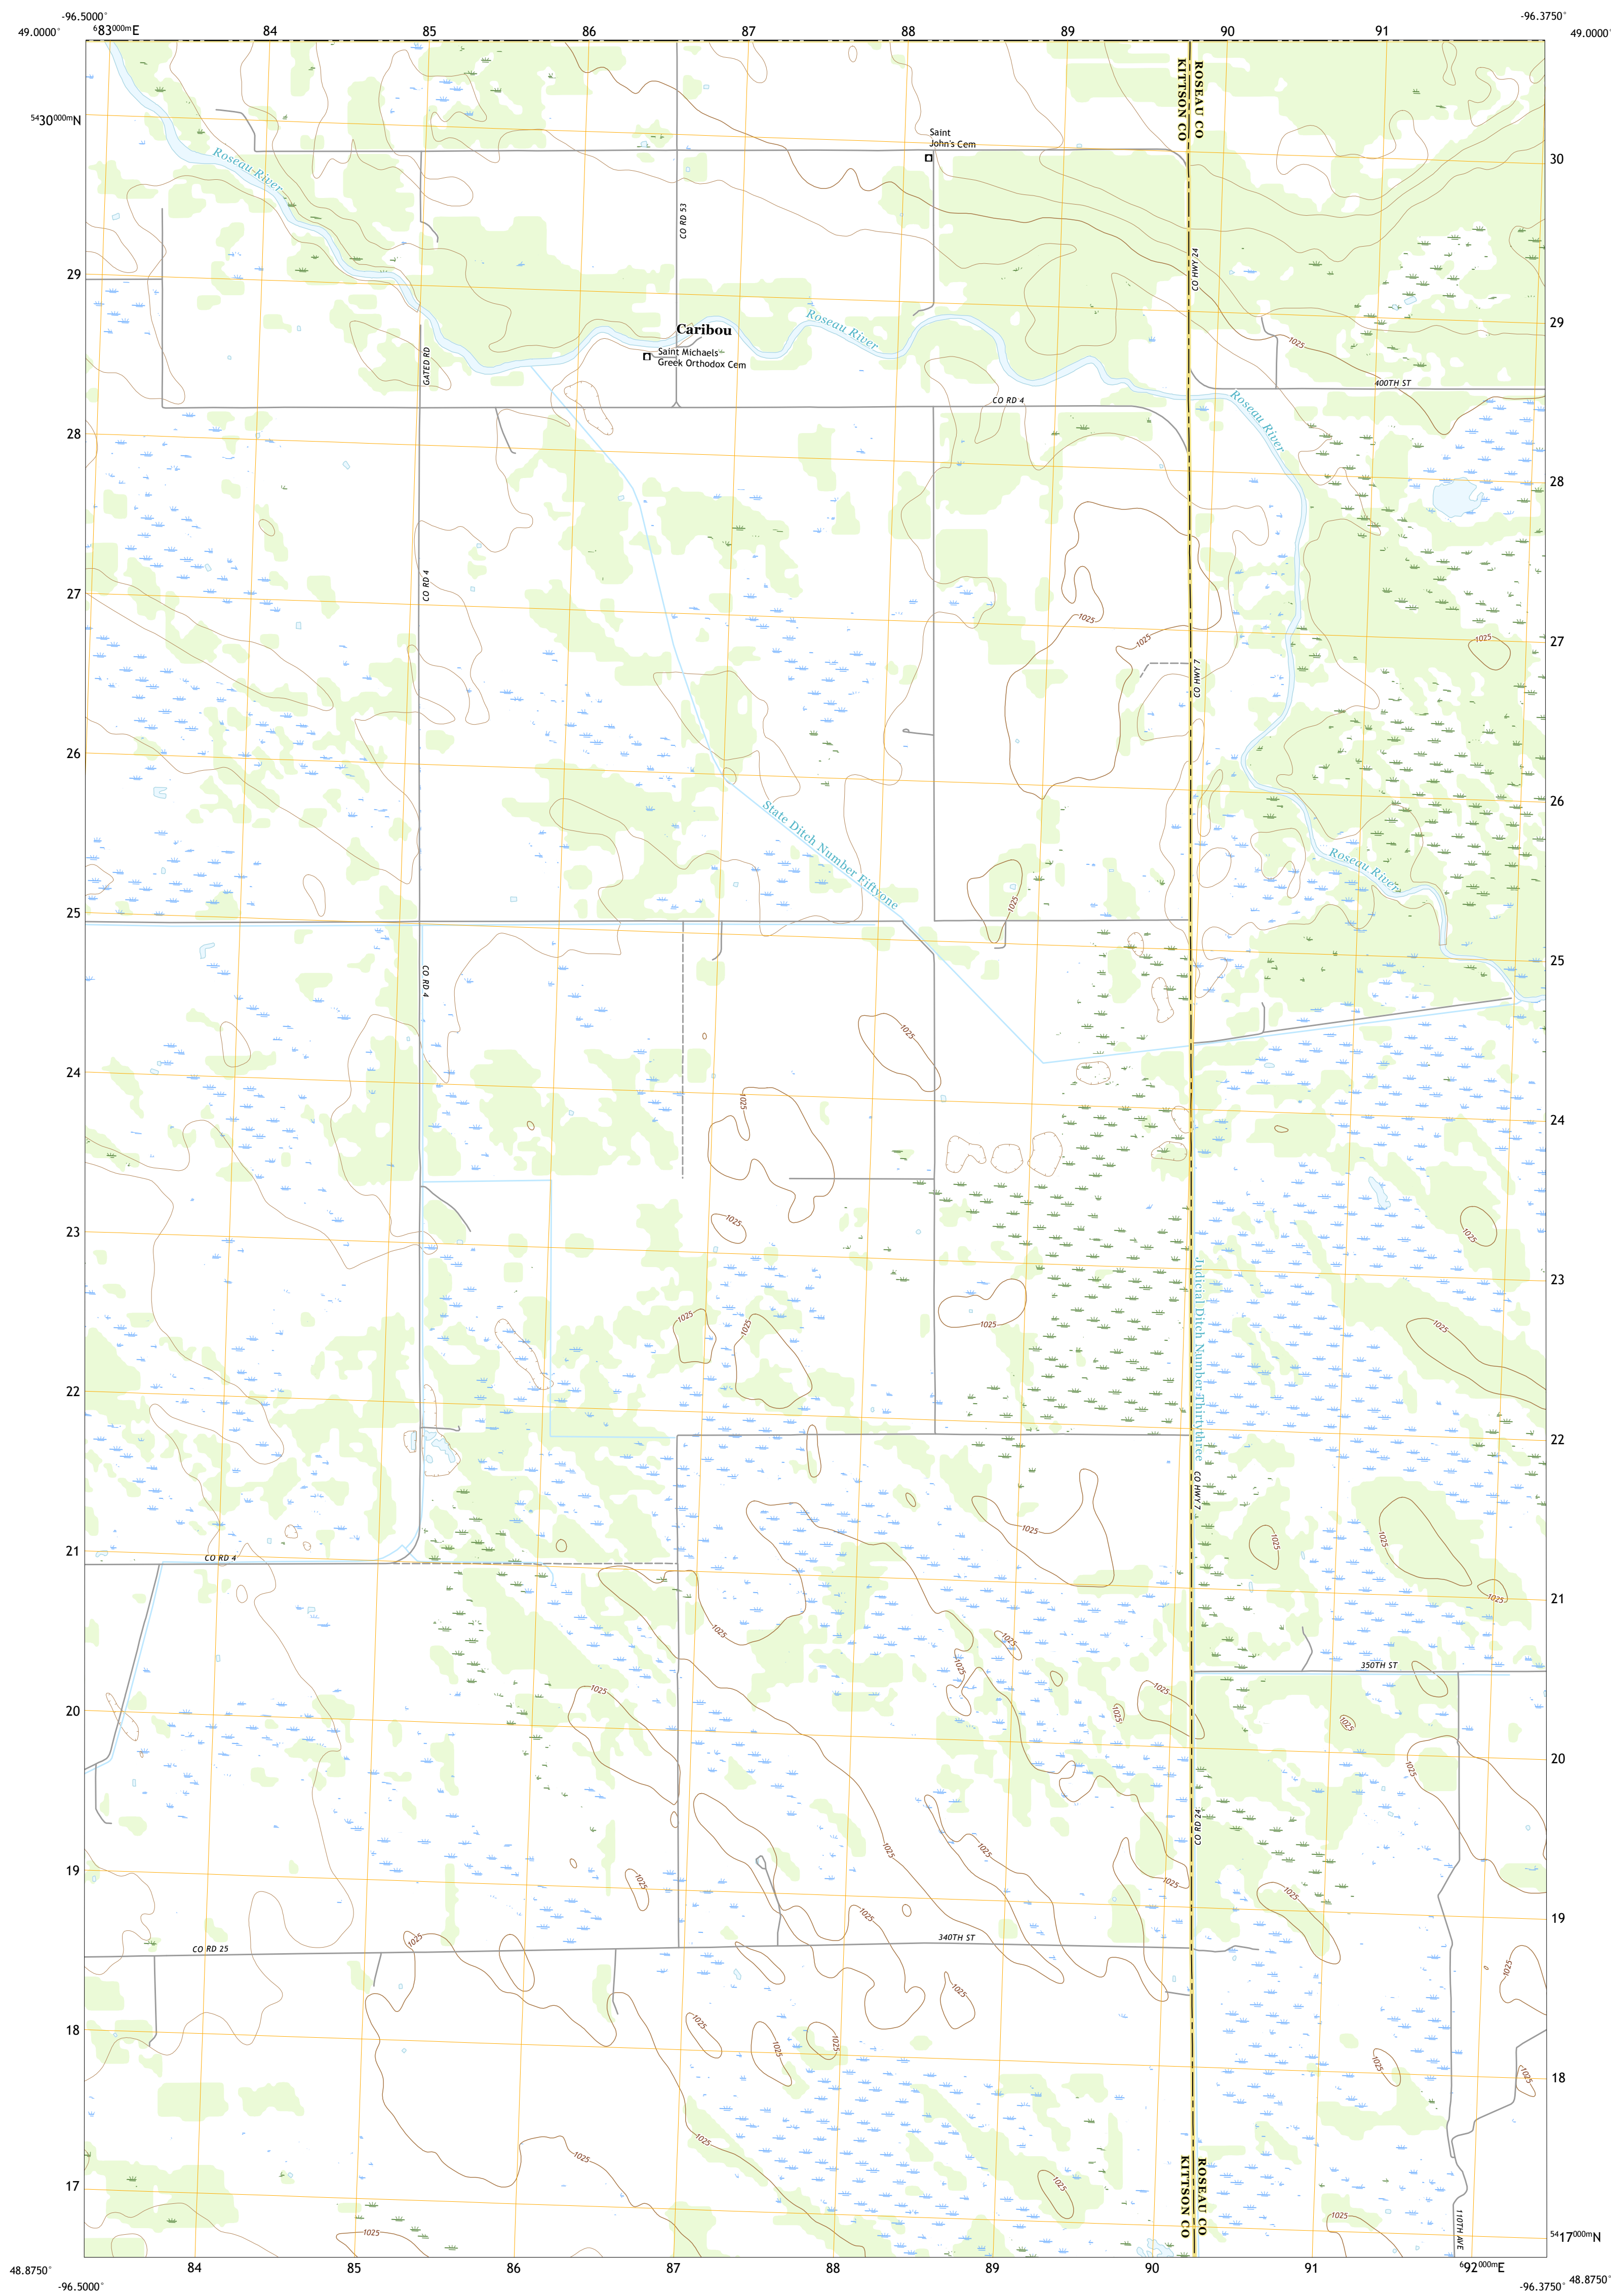 -96.5000°
-96.3750°
49.0000°
⁶83⁰⁰⁰ᵐE
84
85
86
87
88
89
90
91
49.0000°
ROSEAU CO
KITTSON CO
⁵⁴30⁰⁰⁰ᵐN
Saint
John's Cem
30
Roseau River
CO RD 53
CO HWY 24
29
Roseau River
29
Caribou
Saint Michaels
Greek Orthodox Cem
GATED RD
1025
400TH ST
CO RD 4
Roseau River
28
28
CO RD 4
27
1025
1025
1025
27
CO HWY 7
26
26
State Ditch Number Fiftyone
Roseau River
1025
25
25
CO RD 4
1025
24
1025
24
1025
1025
23
23
Judicial Ditch Number Thirtythree
1025
1025
1025
1025
22
22
CO HWY 7
1025
1025
1025
21
CO RD 4
1025
21
1025
1025
1025
350TH ST
1025
1025
1025
1025
20
20
1025
CO RD 24
1025
1025
19
1025
1025
1025
1025
19
CO RD 25
1025
340TH ST
1025
1025
18
1025
1025
1025
1025
1025
18
1025
1025
17
1025
ROSEAU CO
KITTSON CO
1025
1025
110TH AVE
⁵⁴17⁰⁰⁰ᵐN
48.8750°
84
85
86
87
88
89
90
91
⁶92⁰⁰⁰ᵐE
48.8750°
-96.5000°
-96.3750°